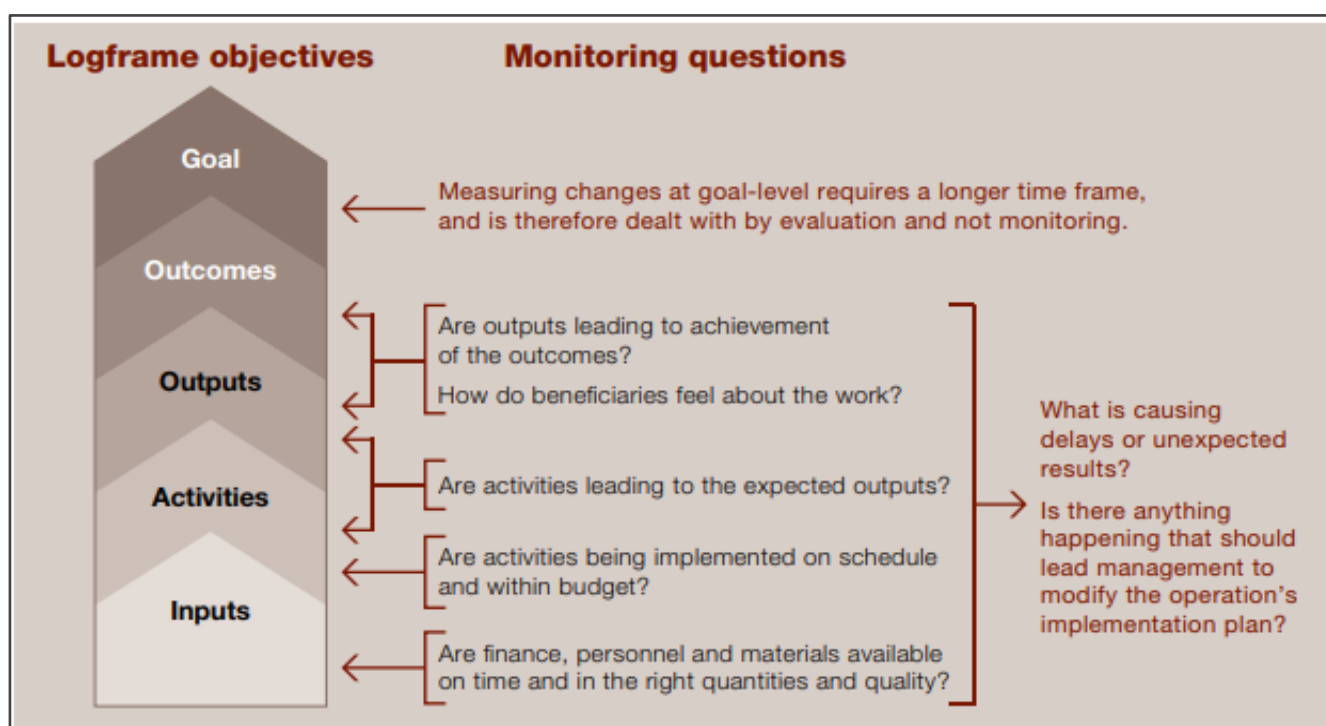 Logframe objectives
Monitoring questions
Goal
Measuring changes at goal-level requires a longer time frame,
and is therefore dealt with by evaluation and not monitoring.
Outcomes
Are outputs leading to achievement
of the outcomes?
How do beneficiaries feel about the work?
Outputs
Are activities leading to the expected outputs?
Activities
Are activities being implemented on schedule
and within budget?
Inputs
Are finance, personnel and materials available
on time and in the right quantities and quality?
What is causing
delays or unexpected
results?
Is there anything
happening that should
lead management to
modify the operation's
implementation plan?